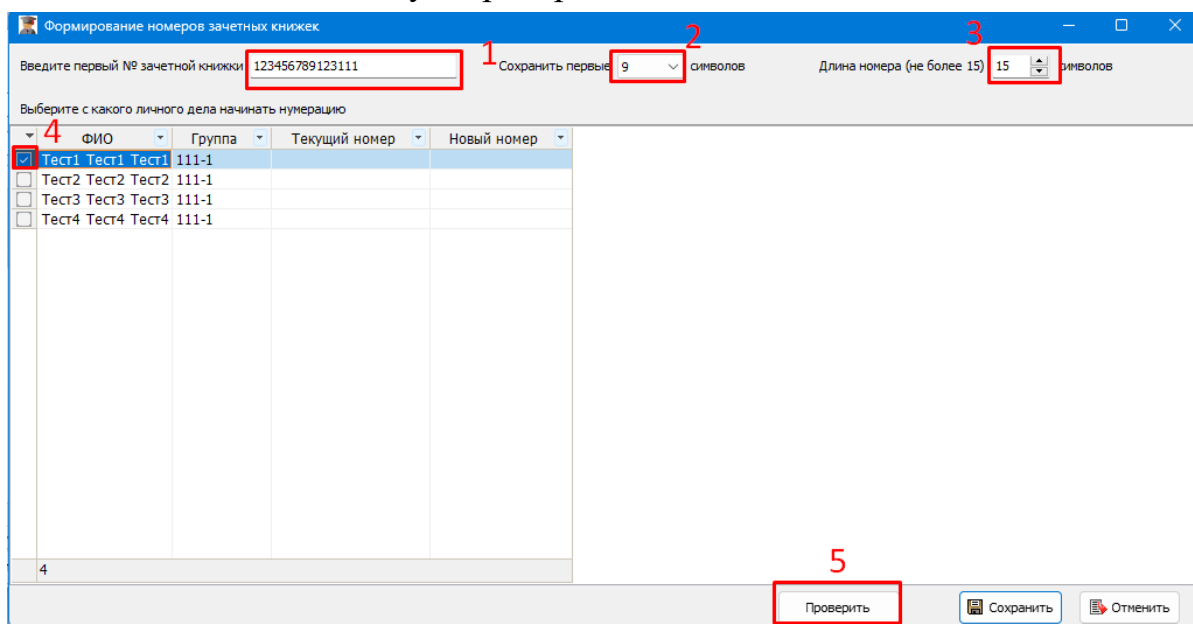 Формирование номеров зачетных книжек
1 2 3
Введите первый № зачетной книжки 123456789123111 Сохранить первые 9 символов Длина номера (не более 15) 15 символов
Выберите с какого личного дела начинать нумерацию
4 ФИО Группа Текущий номер Новый номер
Тест1 Тест1 Тест1 111-1
Тест2 Тест2 Тест2 111-1
Тест3 Тест3 Тест3 111-1
Тест4 Тест4 Тест4 111-1
4
5
Проверить Сохранить Отменить